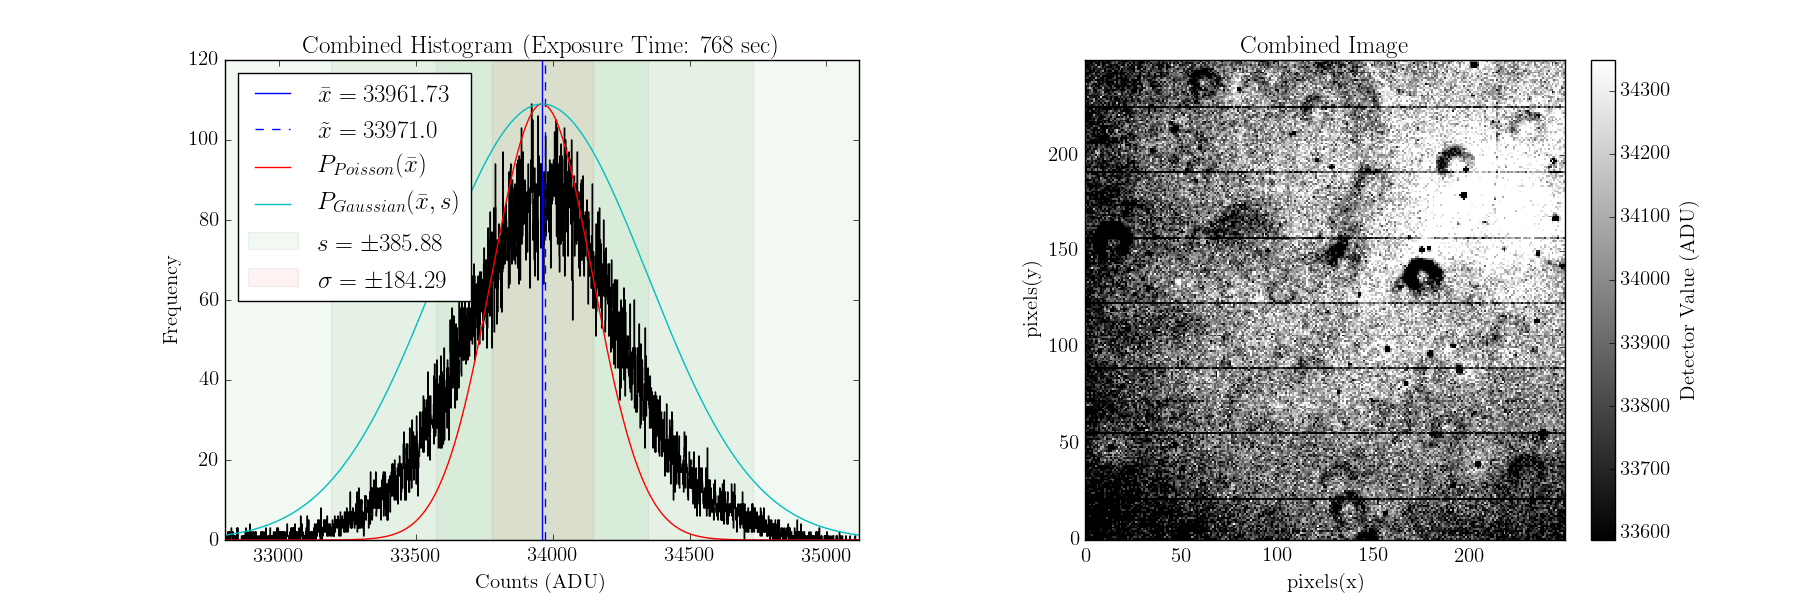 Combined Histogram (Exposure Time: 768 sec)
120
100
80
60
40
20
0
Frequency
x̄ = 33961.73
x̃ = 33971.0
P_Poisson(x̄)
P_Gaussian(x̄, s)
s = ±385.88
σ = ±184.29
33000 33500 34000 34500 35000
Counts (ADU)
Combined Image
200
150
100
50
0
pixels(y)
0 50 100 150 200
pixels(x)
34300
34200
34100
34000
33900
33800
33700
33600
Detector Value (ADU)